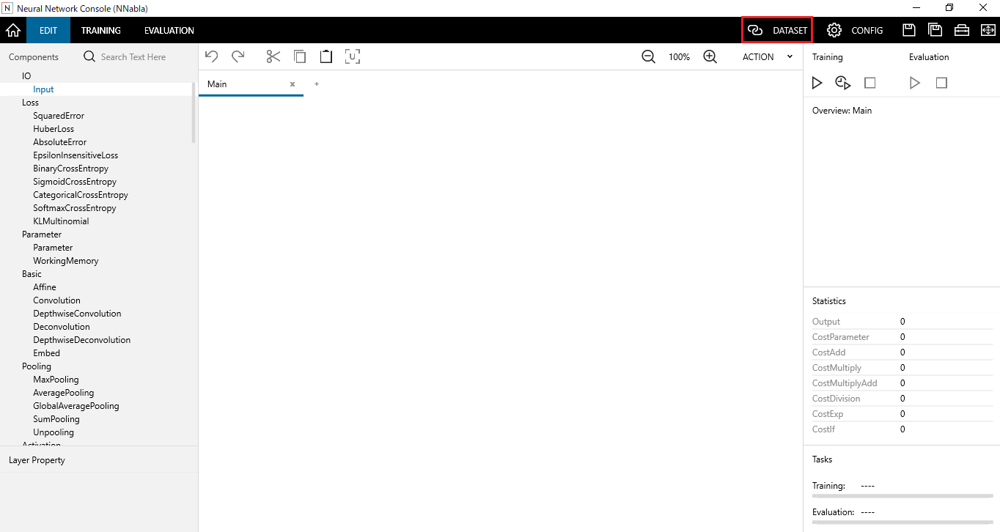 N Neural Network Console (NNabla)
EDIT TRAINING EVALUATION DATASET CONFIG
Components Search Text Here
IO
Input
Loss
SquaredError
HuberLoss
AbsoluteError
EpsilonInsensitiveLoss
BinaryCrossEntropy
SigmoidCrossEntropy
CategoricalCrossEntropy
SoftmaxCrossEntropy
KLMultinomial
Parameter
Parameter
WorkingMemory
Basic
Affine
Convolution
DepthwiseConvolution
Deconvolution
DepthwiseDeconvolution
Embed
Pooling
MaxPooling
AveragePooling
GlobalAveragePooling
SumPooling
Unpooling
Activation
Layer Property
100% ACTION
Main x +
Training Evaluation
Overview: Main
Statistics
Output 0
CostParameter 0
CostAdd 0
CostMultiply 0
CostMultiplyAdd 0
CostDivision 0
CostExp 0
CostIf 0
Tasks
Training: ----
Evaluation: ----